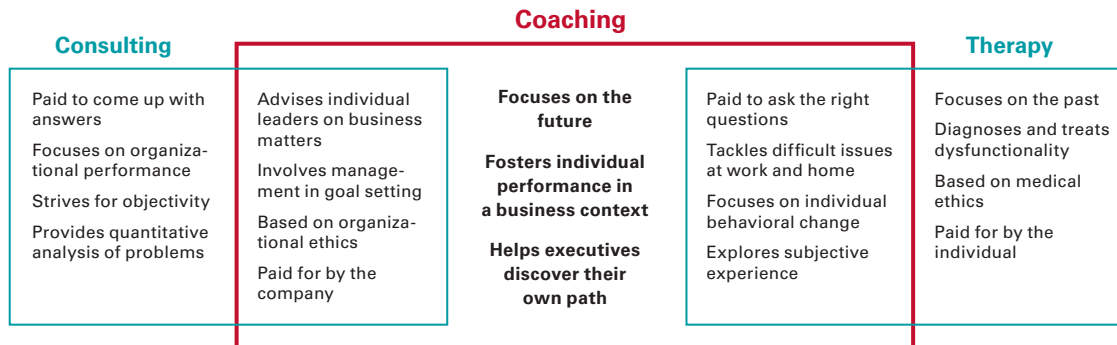 Coaching
Consulting
Therapy
Paid to come up with
answers
Focuses on organiza-
tional performance
Strives for objectivity
Provides quantitative
analysis of problems
Advises individual
leaders on business
matters
Involves manage-
ment in goal setting
Based on organiza-
tional ethics
Paid for by the
company
Focuses on the
future
Fosters individual
performance in
a business context
Helps executives
discover their
own path
Paid to ask the right
questions
Tackles difficult issues
at work and home
Focuses on individual
behavioral change
Explores subjective
experience
Focuses on the past
Diagnoses and treats
dysfunctionality
Based on medical
ethics
Paid for by the
individual